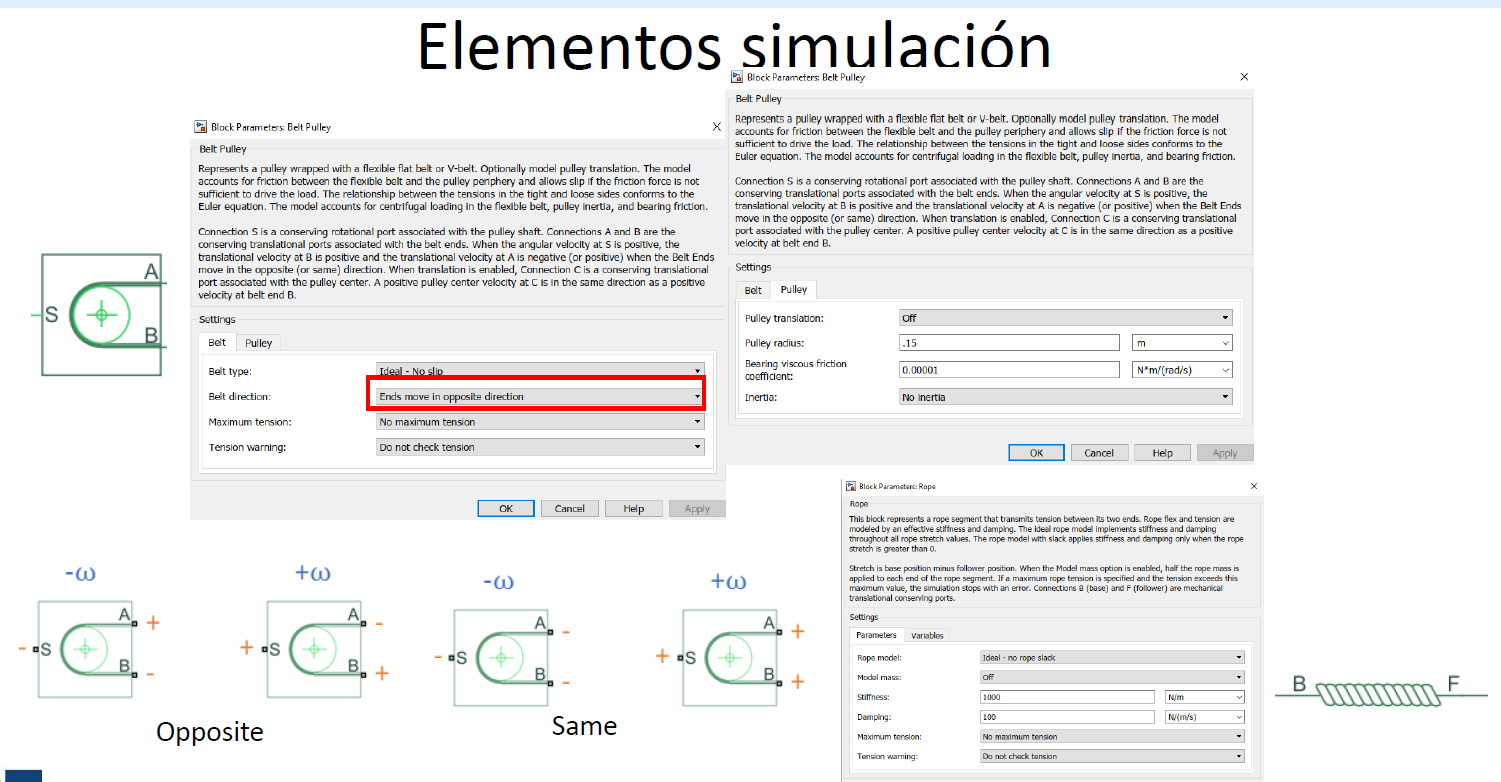 Elementos simulación
Block Parameters: Belt Pulley
Belt Pulley
Represents a pulley wrapped with a flexible flat belt or V-belt. Optionally model pulley translation. The model
accounts for friction between the flexible belt and the pulley periphery and allows slip if the friction force is not
sufficient to drive the load. The relationship between the tensions in the tight and loose sides conforms to the
Euler equation. The model accounts for centrifugal loading in the flexible belt, pulley inertia, and bearing friction.
Connection S is a conserving rotational port associated with the pulley shaft. Connections A and B are the
conserving translational ports associated with the belt ends. When the angular velocity at S is positive, the
translational velocity at B is positive and the translational velocity at A is negative (or positive) when the Belt Ends
move in the opposite (or same) direction. When translation is enabled, Connection C is a conserving translational
port associated with the pulley center. A positive pulley center velocity at C is in the same direction as a positive
velocity at belt end B.
Settings
Belt Pulley
Belt type: Ideal - No slip
Belt direction: Ends move in opposite direction
Maximum tension: No maximum tension
Tension warning: Do not check tension
OK Cancel Help Apply
Block Parameters: Belt Pulley
Belt Pulley
Represents a pulley wrapped with a flexible flat belt or V-belt. Optionally model pulley translation. The model
accounts for friction between the flexible belt and the pulley periphery and allows slip if the friction force is not
sufficient to drive the load. The relationship between the tensions in the tight and loose sides conforms to the
Euler equation. The model accounts for centrifugal loading in the flexible belt, pulley inertia, and bearing friction.
Connection S is a conserving rotational port associated with the pulley shaft. Connections A and B are the
conserving translational ports associated with the belt ends. When the angular velocity at S is positive, the
translational velocity at B is positive and the translational velocity at A is negative (or positive) when the Belt Ends
move in the opposite (or same) direction. When translation is enabled, Connection C is a conserving translational
port associated with the pulley center. A positive pulley center velocity at C is in the same direction as a positive
velocity at belt end B.
Settings
Belt Pulley
Pulley translation: Off
Pulley radius: .15 m
Bearing viscous friction
coefficient: 0.00001 N*m/(rad/s)
Inertia: No inertia
OK Cancel Help Apply
A
S
B
-ω
A +
- S
B -
+ω
A -
+ S
B +
Opposite
-ω
A -
- S
B -
+ω
A +
+ S
B +
Same
Block Parameters: Rope
Rope
This block represents a rope segment that transmits tension between its two ends. Rope flex and tension are
modeled by an effective stiffness and damping. The ideal rope model implements stiffness and damping
throughout all rope stretch values. The rope model with slack applies stiffness and damping only when the rope
stretch is greater than 0.
Stretch is base position minus follower position. When the Model mass option is enabled, half the rope mass is
applied to each end of the rope segment. If a maximum rope tension is specified and the tension exceeds this
maximum value, the simulation stops with an error. Connections B (base) and F (follower) are mechanical
translational conserving ports.
Settings
Parameters Variables
Rope model: Ideal - no rope slack
Model mass: Off
Stiffness: 1000 N/m
Damping: 100 N/(m/s)
Maximum tension: No maximum tension
Tension warning: Do not check tension
B F